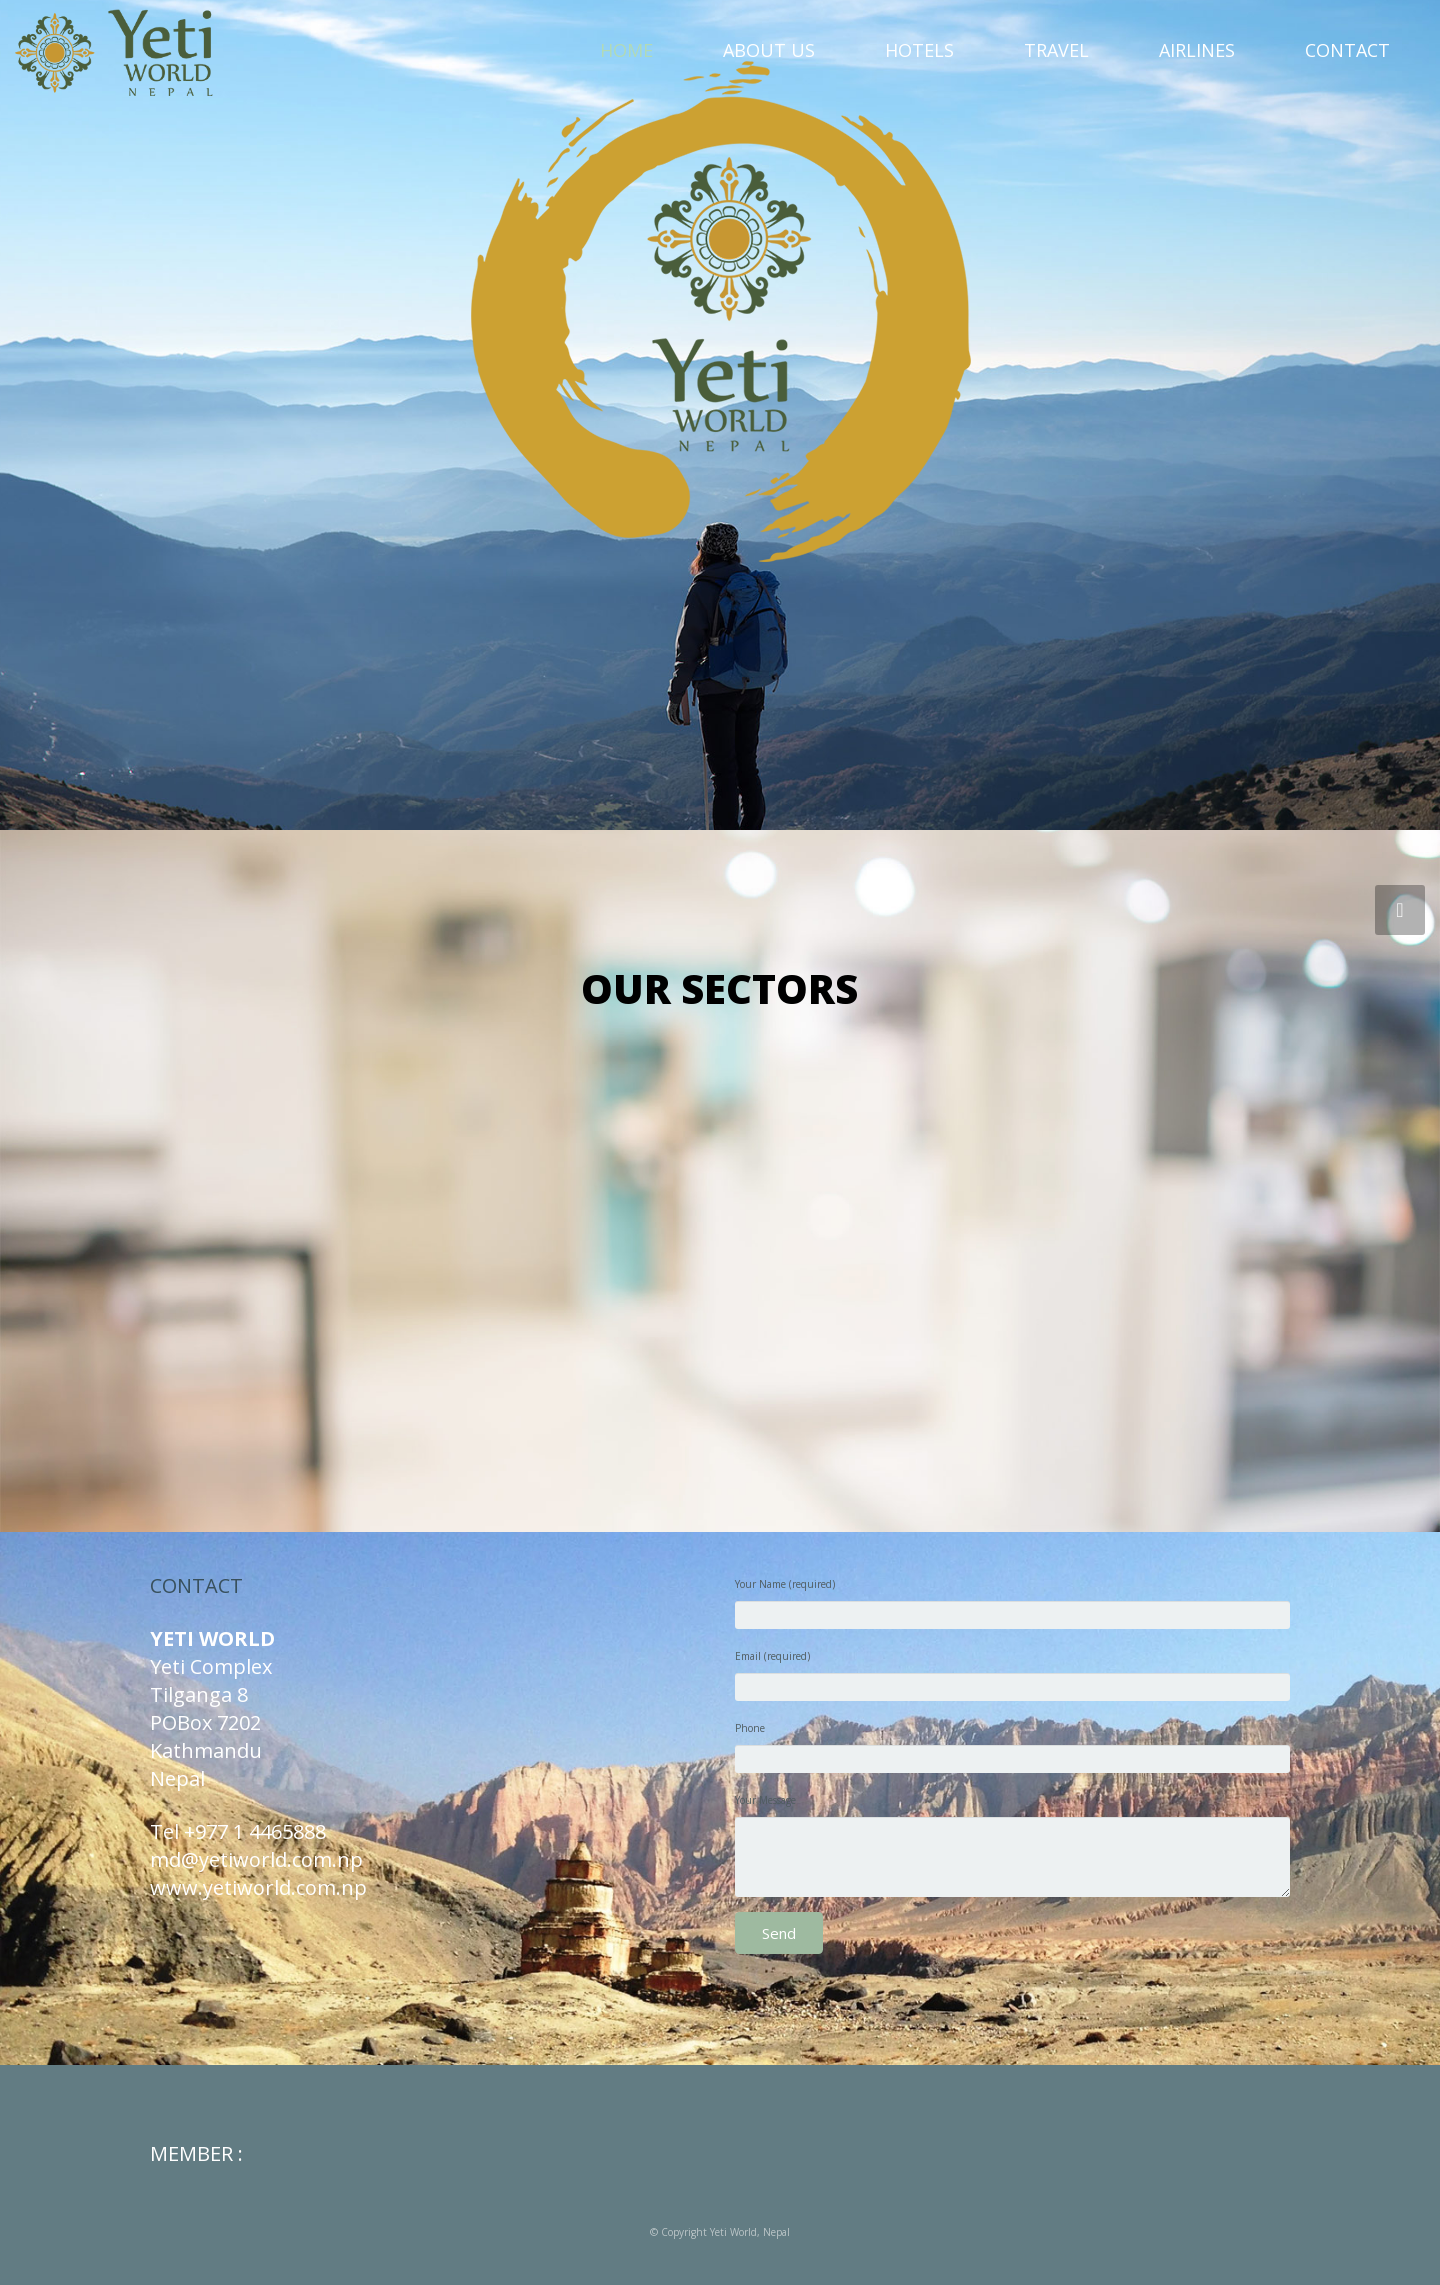 Yeti
WORLD
NEPAL
HOME
ABOUT US
HOTELS
TRAVEL
AIRLINES
CONTACT
Yeti
WORLD
NEPAL
OUR SECTORS
CONTACT
YETI WORLD
Yeti Complex
Tilganga 8
POBox 7202
Kathmandu
Nepal
Tel +977 1 4465888
md@yetiworld.com.np
www.yetiworld.com.np
Your Name (required)
Email (required)
Phone
Your Message
Send
MEMBER :
© Copyright Yeti World, Nepal